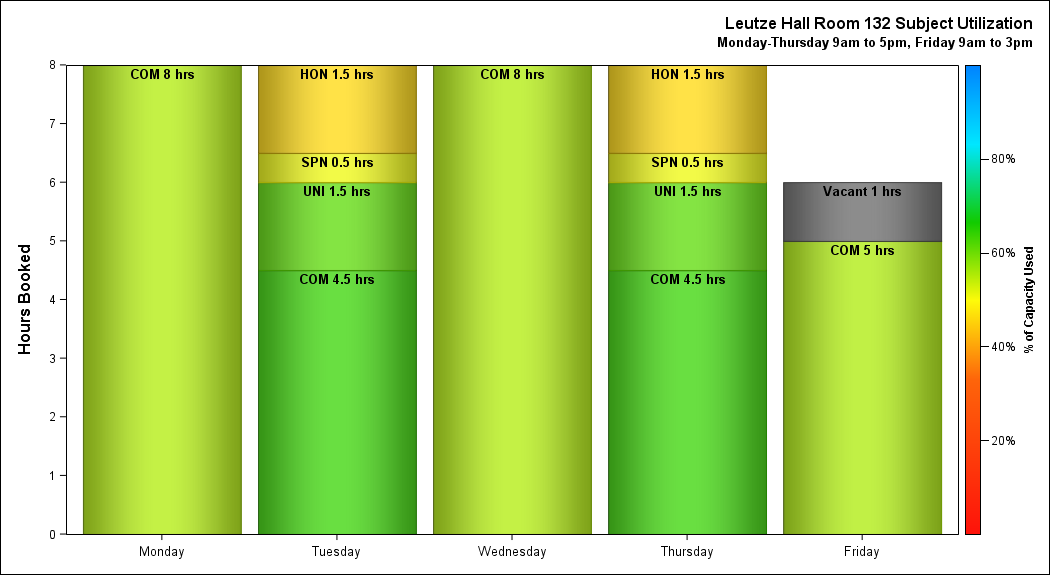 Leutze Hall Room 132 Subject Utilization
Monday-Thursday 9am to 5pm, Friday 9am to 3pm
8
7
6
5
4
3
2
1
0
Hours Booked
COM 8 hrs
HON 1.5 hrs
SPN 0.5 hrs
UNI 1.5 hrs
COM 4.5 hrs
COM 8 hrs
HON 1.5 hrs
SPN 0.5 hrs
UNI 1.5 hrs
COM 4.5 hrs
Vacant 1 hrs
COM 5 hrs
Monday
Tuesday
Wednesday
Thursday
Friday
80%
60%
40%
20%
% of Capacity Used